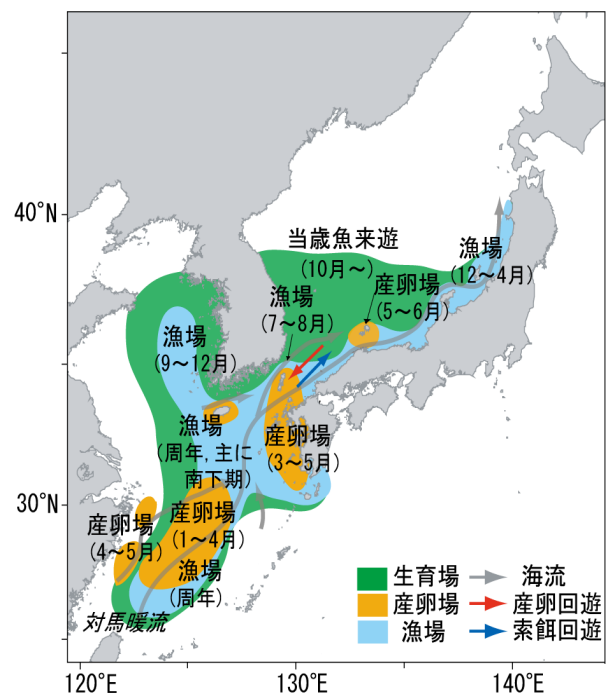 40°N
30°N
120°E
130°E
140°E
当歳魚来遊
(10月～)
漁場
(12～4月)
産卵場
(5～6月)
漁場
(7～8月)
漁場
(9～12月)
漁場
(周年,主に
南下期)
産卵場
(3～5月)
産卵場
(4～5月)
産卵場
(1～4月)
漁場
(周年)
対馬暖流
生育場
海流
産卵場
産卵回遊
漁場
索餌回遊